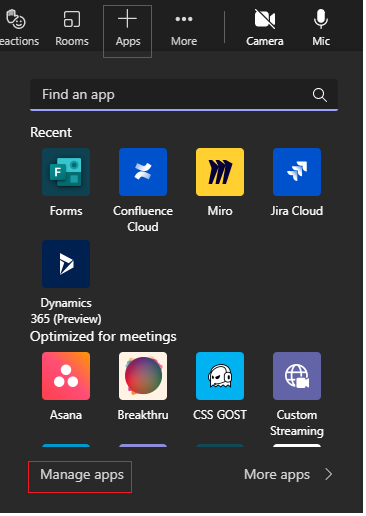 eactions Rooms Apps More Camera Mic
Find an app
Recent
F
Forms Confluence Cloud Miro Jira Cloud
Dynamics
365 (Preview)
Optimized for meetings
Asana Breakthru CSS GOST Custom Streaming
Manage apps More apps